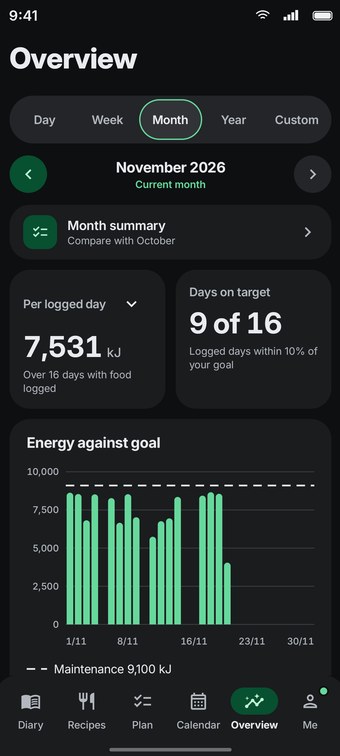 9:41
Overview
Day Week Month Year Custom
November 2026
Current month
Month summary
Compare with October
Per logged day
7,531 kJ
Over 16 days with food
logged
Days on target
9 of 16
Logged days within 10% of
your goal
Energy against goal
10,000
7,500
5,000
2,500
0
1/11 8/11 16/11 23/11 30/11
Maintenance 9,100 kJ
Diary Recipes Plan Calendar Overview Me